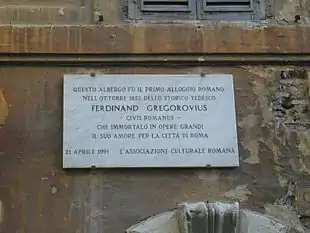 QUESTO ALBERGO FU IL PRIMO ALLOGGIO ROMANO
NELL'OTTOBRE 1852 DELLO STORICO TEDESCO
FERDINAND GREGOROVIUS
- CIVIS ROMANUS -
CHE IMMORTALÒ IN OPERE GRANDI
IL SUO AMORE PER LA CITTÀ DI ROMA
21 APRILE 1991 L'ASSOCIAZIONE CULTURALE ROMANA